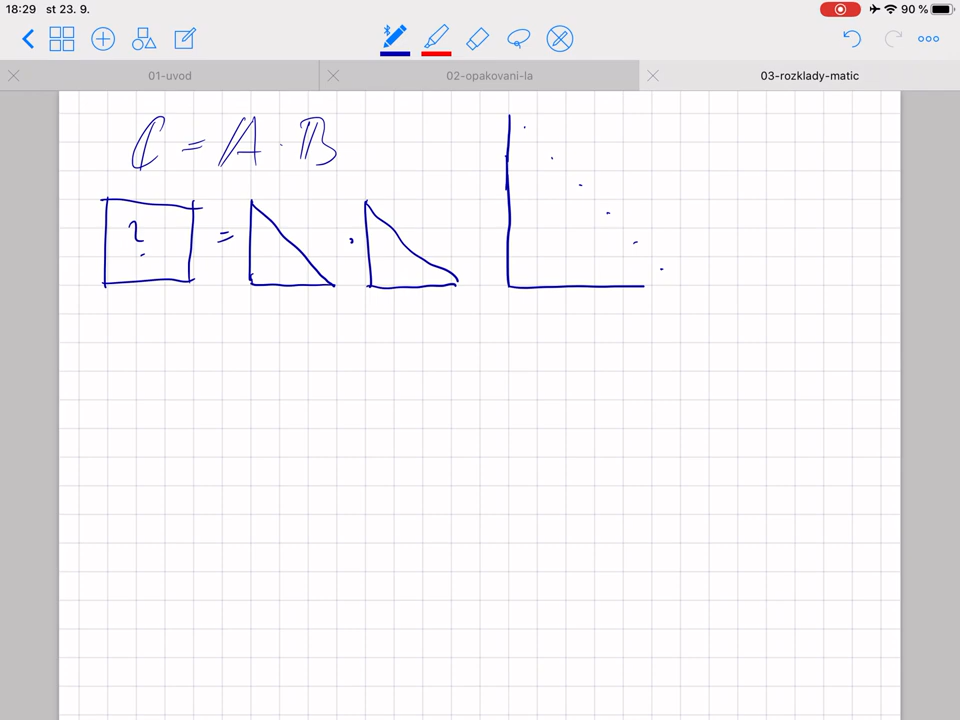 18:29 st 23. 9. 90 %
01-uvod 02-opakovani-la 03-rozklady-matic
ℂ = 𝔸 · 𝔹
? = ·